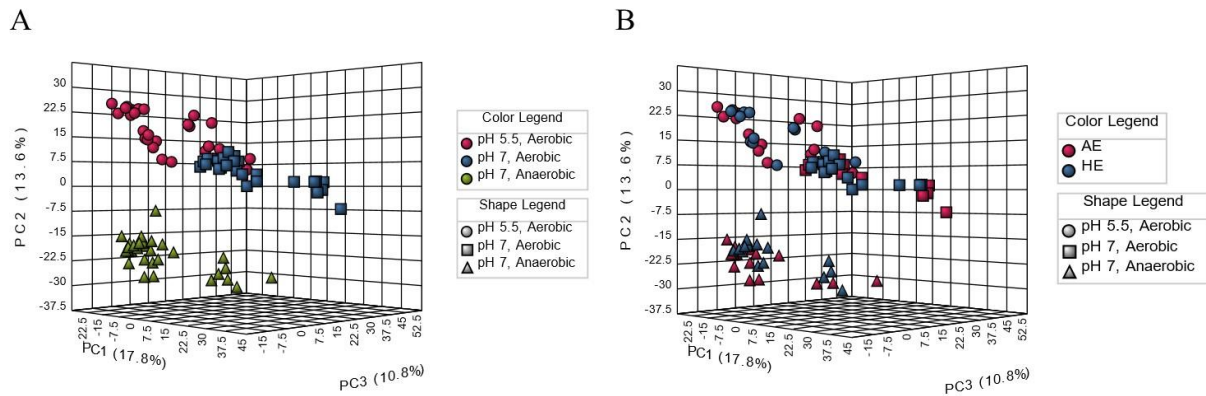 A
B
30
22.5
15
7.5
0
-7.5
-15
-22.5
-30
-37.5
PC2 (13.6%)
22.5
-15
-7.5
0
7.5
15
22.5
30
37.5
45
PC1 (17.8%)
-15
-7.5
0
7.5
15
22.5
30
37.5
45
52.5
PC3 (10.8%)
Color Legend
pH 5.5, Aerobic
pH 7, Aerobic
pH 7, Anaerobic
Shape Legend
pH 5.5, Aerobic
pH 7, Aerobic
pH 7, Anaerobic
30
22.5
15
7.5
0
-7.5
-15
-22.5
-30
-37.5
PC2 (13.6%)
22.5
-15
-7.5
0
7.5
15
22.5
30
37.5
45
PC1 (17.8%)
-15
-7.5
0
7.5
15
22.5
30
37.5
45
52.5
PC3 (10.8%)
Color Legend
AE
HE
Shape Legend
pH 5.5, Aerobic
pH 7, Aerobic
pH 7, Anaerobic